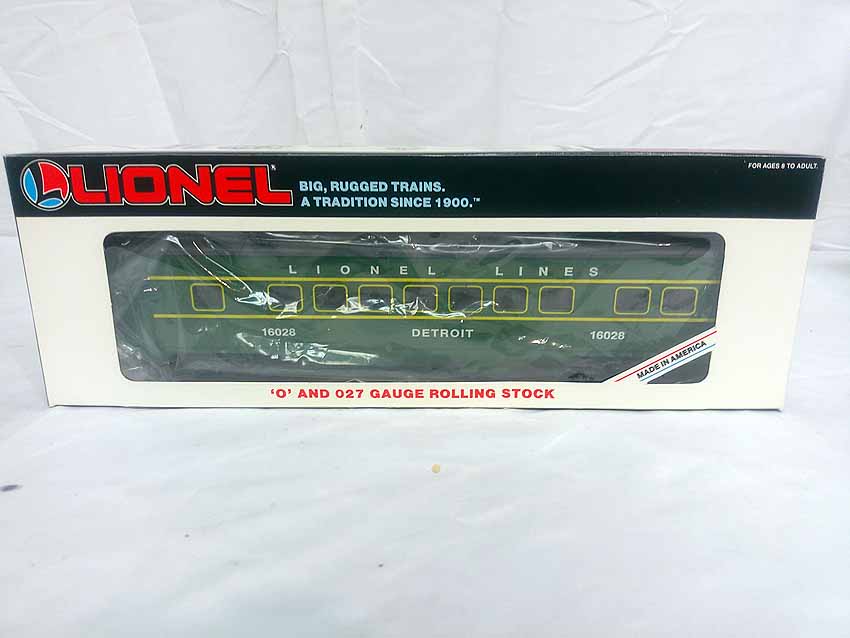 LIONEL®
BIG, RUGGED TRAINS.
A TRADITION SINCE 1900.™
FOR AGES 8 TO ADULT.
LIONEL LINES
16028 DETROIT 16028
MADE IN AMERICA
'O' AND 027 GAUGE ROLLING STOCK